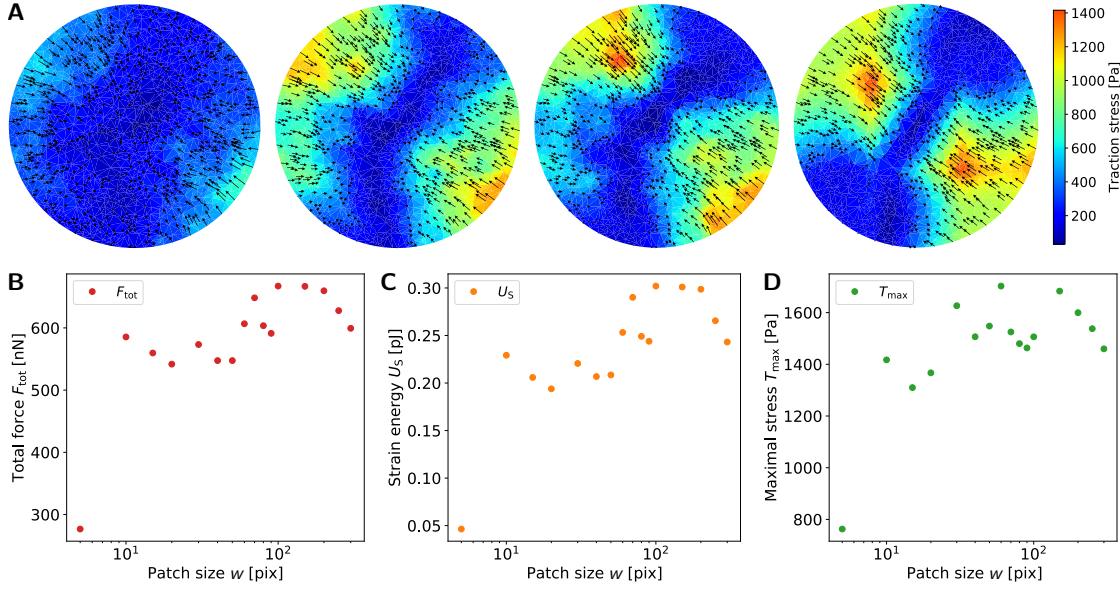 A
1400
1200
1000
800
600
400
200
Traction stress [Pa]
B
F_tot
600
500
400
300
Total force F_tot [nN]
10^1
10^2
Patch size w [pix]
C
U_S
0.30
0.25
0.20
0.15
0.10
0.05
Strain energy U_S [pJ]
10^1
10^2
Patch size w [pix]
D
T_max
1600
1400
1200
1000
800
Maximal stress T_max [Pa]
10^1
10^2
Patch size w [pix]